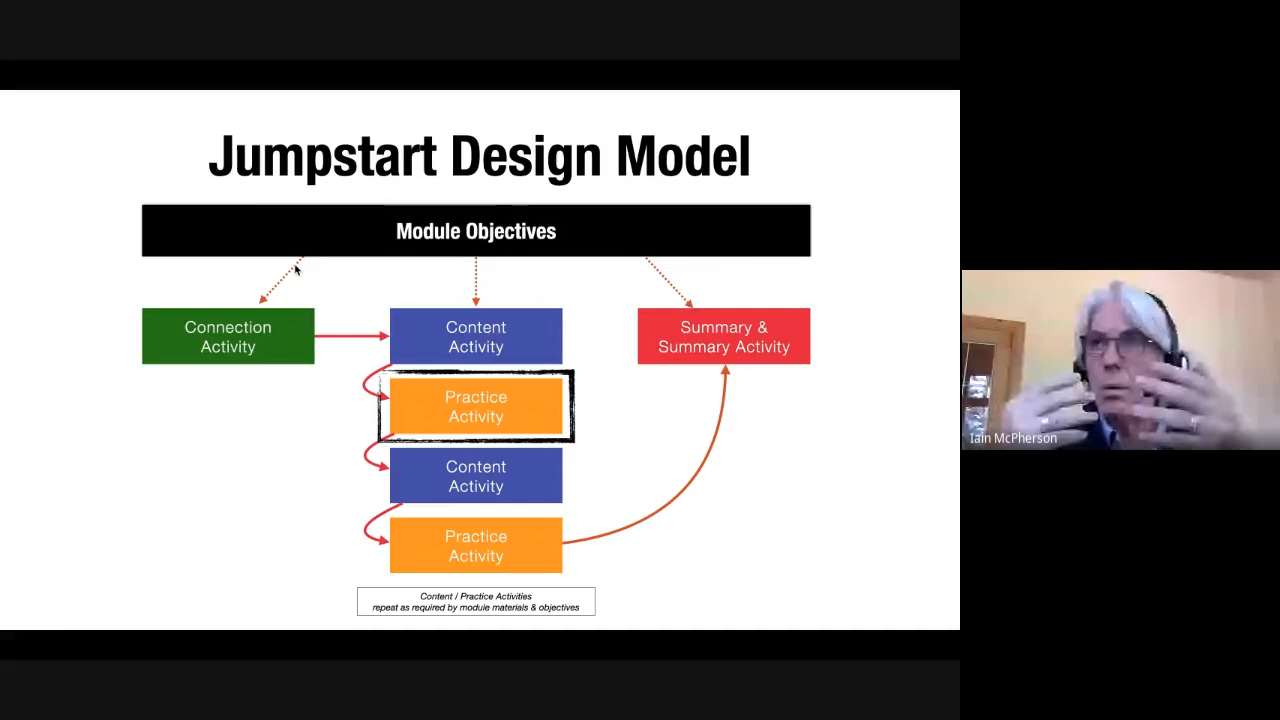 Jumpstart Design Model
Module Objectives
Connection
Activity
Content
Activity
Summary &
Summary Activity
Practice
Activity
Content
Activity
Practice
Activity
Content / Practice Activities
repeat as required by module materials & objectives
Iain McPherson